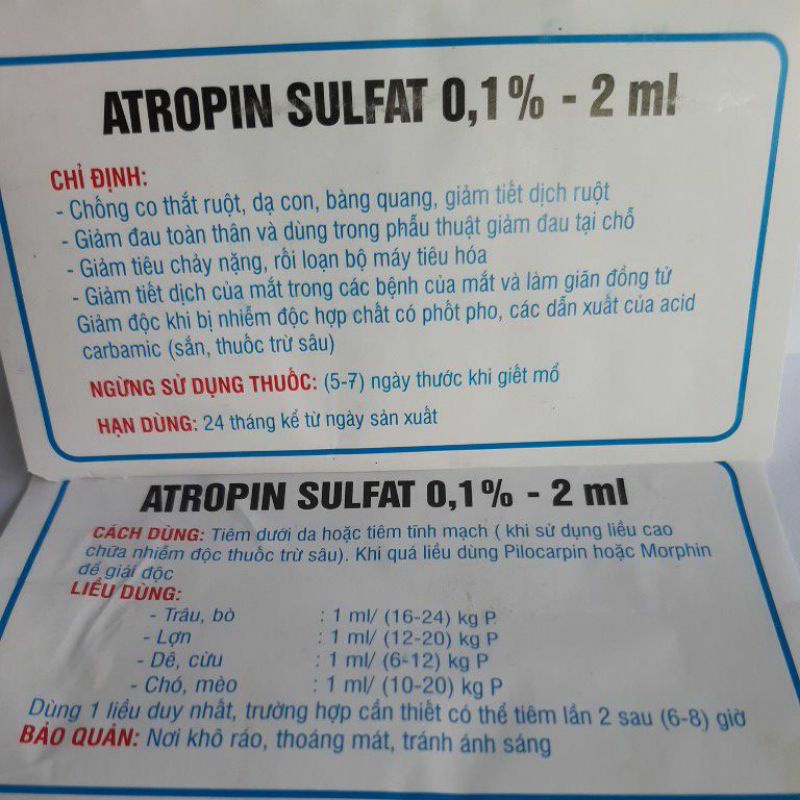 ATROPIN SULFAT 0,1% - 2 ml
CHỈ ĐỊNH:
- Chống co thắt ruột, dạ con, bàng quang, giảm tiết dịch ruột
- Giảm đau toàn thân và dùng trong phẫu thuật giảm đau tại chỗ
- Giảm tiêu chảy nặng, rối loạn bộ máy tiêu hóa
- Giảm tiết dịch của mắt trong các bệnh của mắt và làm giãn đồng tử
Giảm độc khi bị nhiễm độc hợp chất có phốt pho, các dẫn xuất của acid
carbamic (sắn, thuốc trừ sâu)
NGỪNG SỬ DỤNG THUỐC: (5-7) ngày thước khi giết mổ
HẠN DÙNG: 24 tháng kể từ ngày sản xuất
ATROPIN SULFAT 0,1% - 2 ml
CÁCH DÙNG: Tiêm dưới da hoặc tiêm tĩnh mạch ( khi sử dụng liều cao
chữa nhiễm độc thuốc trừ sâu). Khi quá liều dùng Pilocarpin hoặc Morphin
để giải độc
LIỀU DÙNG:
- Trâu, bò : 1 ml/ (16-24) kg P
- Lợn : 1 ml/ (12-20) kg P
- Dê, cừu : 1 ml/ (6-12) kg P
- Chó, mèo : 1 ml/ (10-20) kg P
Dùng 1 liều duy nhất, trường hợp cần thiết có thể tiêm lần 2 sau (6-8) giờ
BẢO QUẢN: Nơi khô ráo, thoáng mát, tránh ánh sáng